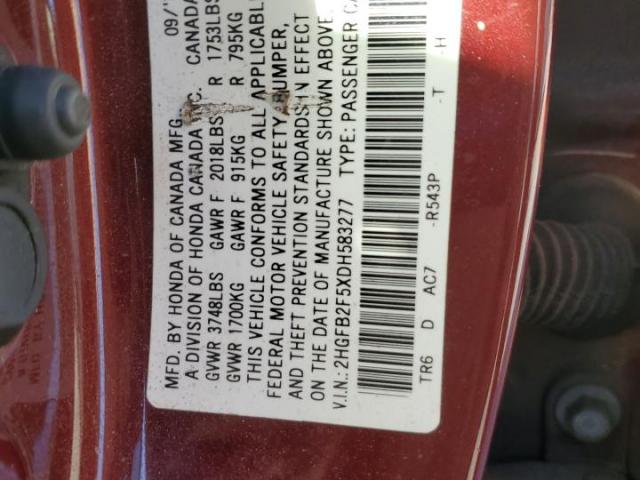 MFD. BY HONDA OF CANADA MFG. 09/
A DIVISION OF HONDA CANADA INC. CANADA
GVWR 3748LBS GAWR F 2018LBS R 1753LBS
GVWR 1700KG GAWR F 915KG R 795KG
THIS VEHICLE CONFORMS TO ALL APPLICABLE
FEDERAL MOTOR VEHICLE SAFETY, BUMPER,
AND THEFT PREVENTION STANDARDS IN EFFECT
ON THE DATE OF MANUFACTURE SHOWN ABOVE
V.I.N.: 2HGFB2F5XDH583277 TYPE: PASSENGER CA
TR6 D AC7 -R543P -T -H